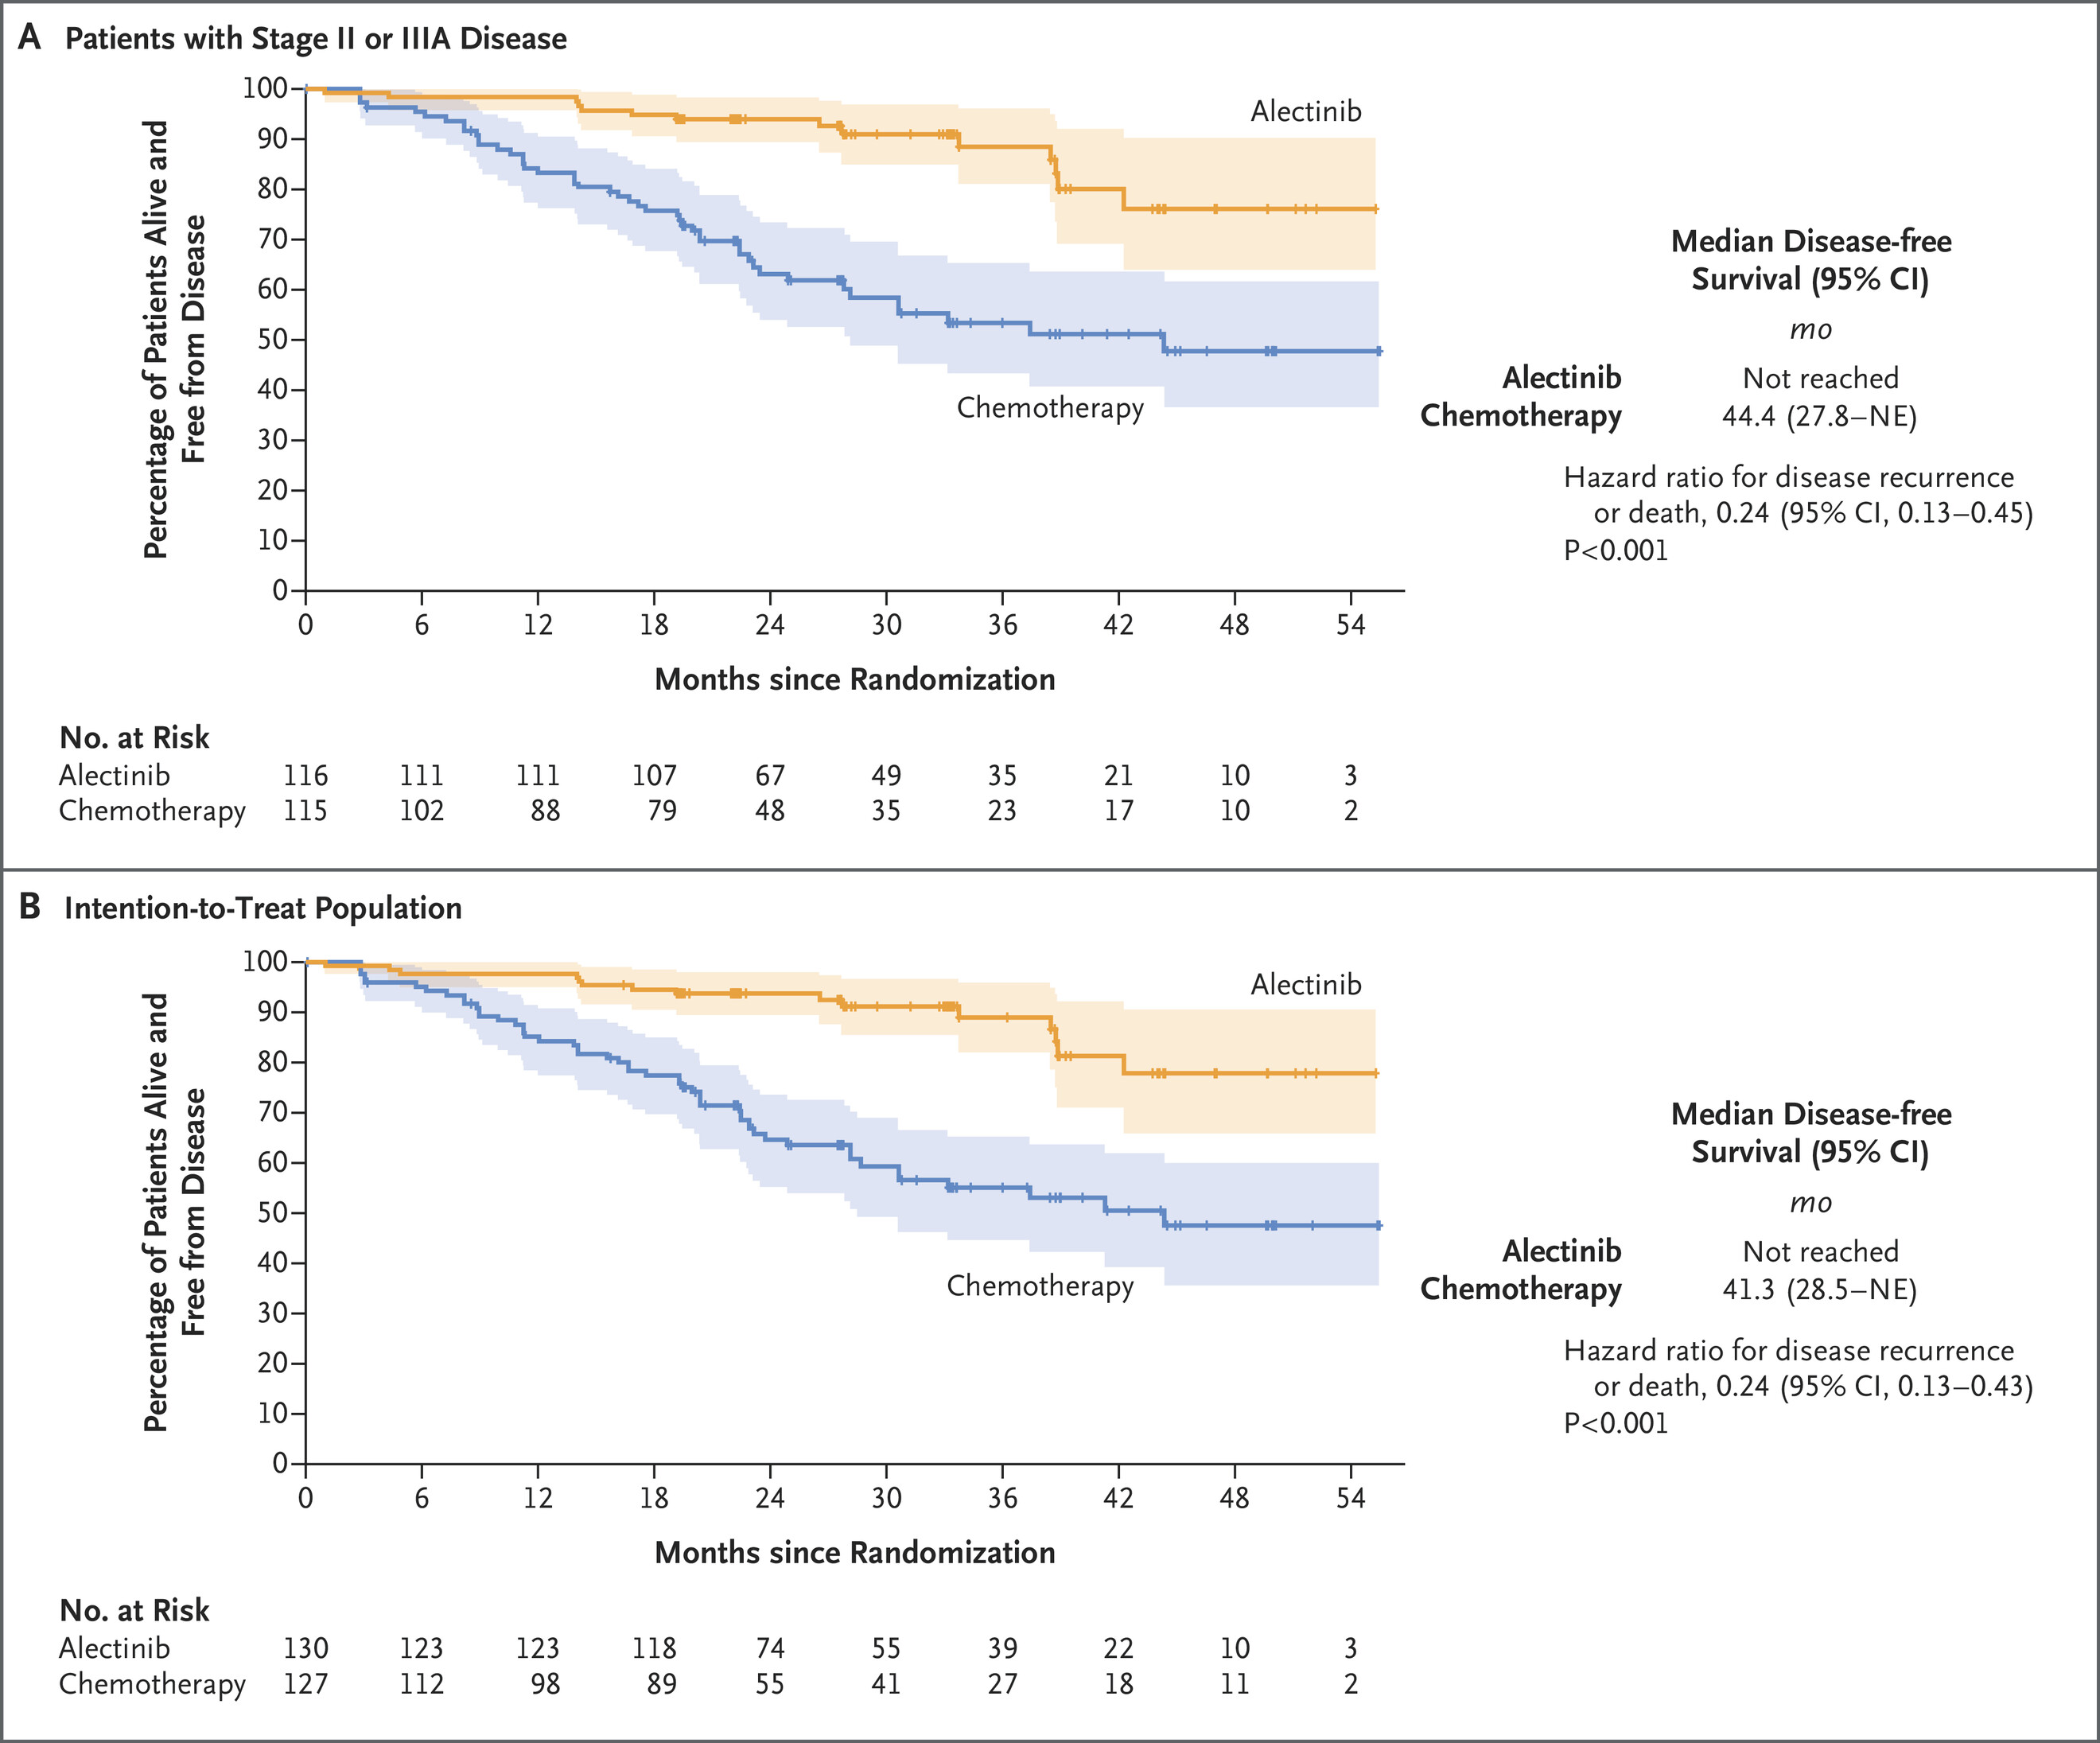 A Patients with Stage II or IIIA Disease
Percentage of Patients Alive and
Free from Disease
100
90
80
70
60
50
40
30
20
10
0
Alectinib
Chemotherapy
0 6 12 18 24 30 36 42 48 54
Months since Randomization
Median Disease-free
Survival (95% CI)
mo
Alectinib Not reached
Chemotherapy 44.4 (27.8–NE)
Hazard ratio for disease recurrence
or death, 0.24 (95% CI, 0.13–0.45)
P<0.001
No. at Risk
Alectinib 116 111 111 107 67 49 35 21 10 3
Chemotherapy 115 102 88 79 48 35 23 17 10 2
B Intention-to-Treat Population
Percentage of Patients Alive and
Free from Disease
100
90
80
70
60
50
40
30
20
10
0
Alectinib
Chemotherapy
0 6 12 18 24 30 36 42 48 54
Months since Randomization
Median Disease-free
Survival (95% CI)
mo
Alectinib Not reached
Chemotherapy 41.3 (28.5–NE)
Hazard ratio for disease recurrence
or death, 0.24 (95% CI, 0.13–0.43)
P<0.001
No. at Risk
Alectinib 130 123 123 118 74 55 39 22 10 3
Chemotherapy 127 112 98 89 55 41 27 18 11 2